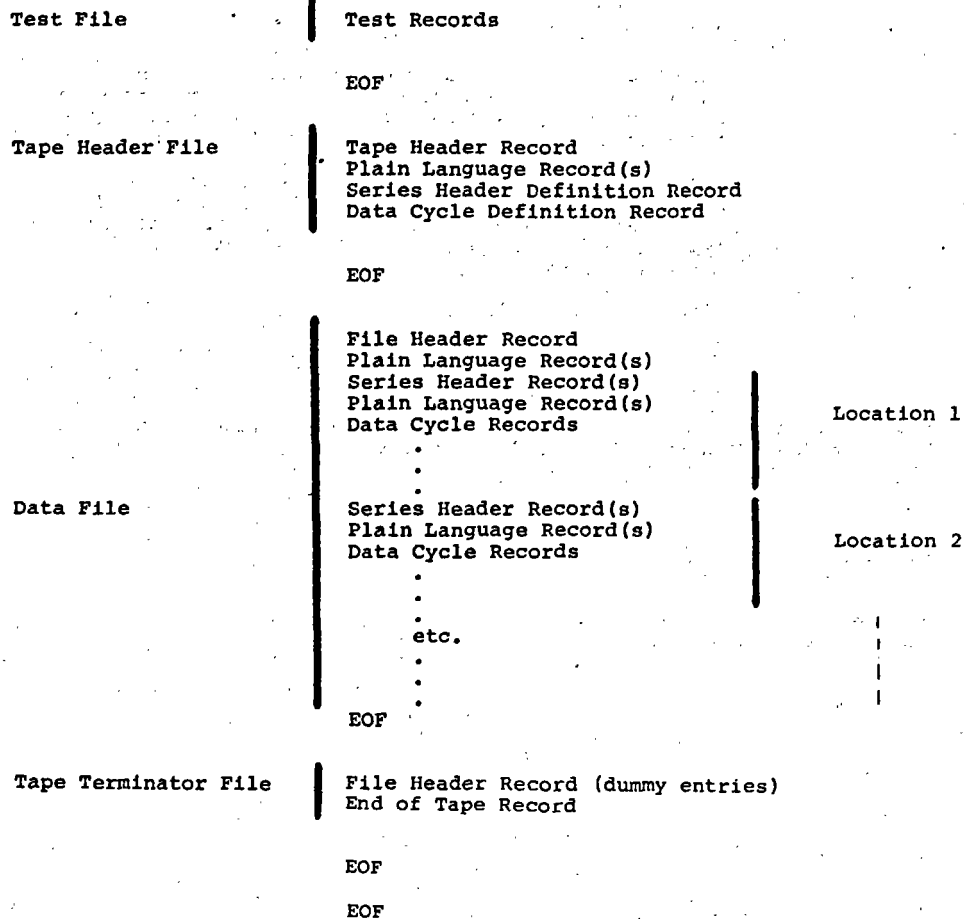 Test File Test Records
EOF
Tape Header File Tape Header Record
Plain Language Record(s)
Series Header Definition Record
Data Cycle Definition Record
EOF
File Header Record
Plain Language Record(s)
Series Header Record(s)
Plain Language Record(s)
Location 1
Data Cycle Records
Data File Series Header Record(s)
Plain Language Record(s)
Data Cycle Records
Location 2
etc.
EOF
Tape Terminator File File Header Record (dummy entries)
End of Tape Record
EOF
EOF